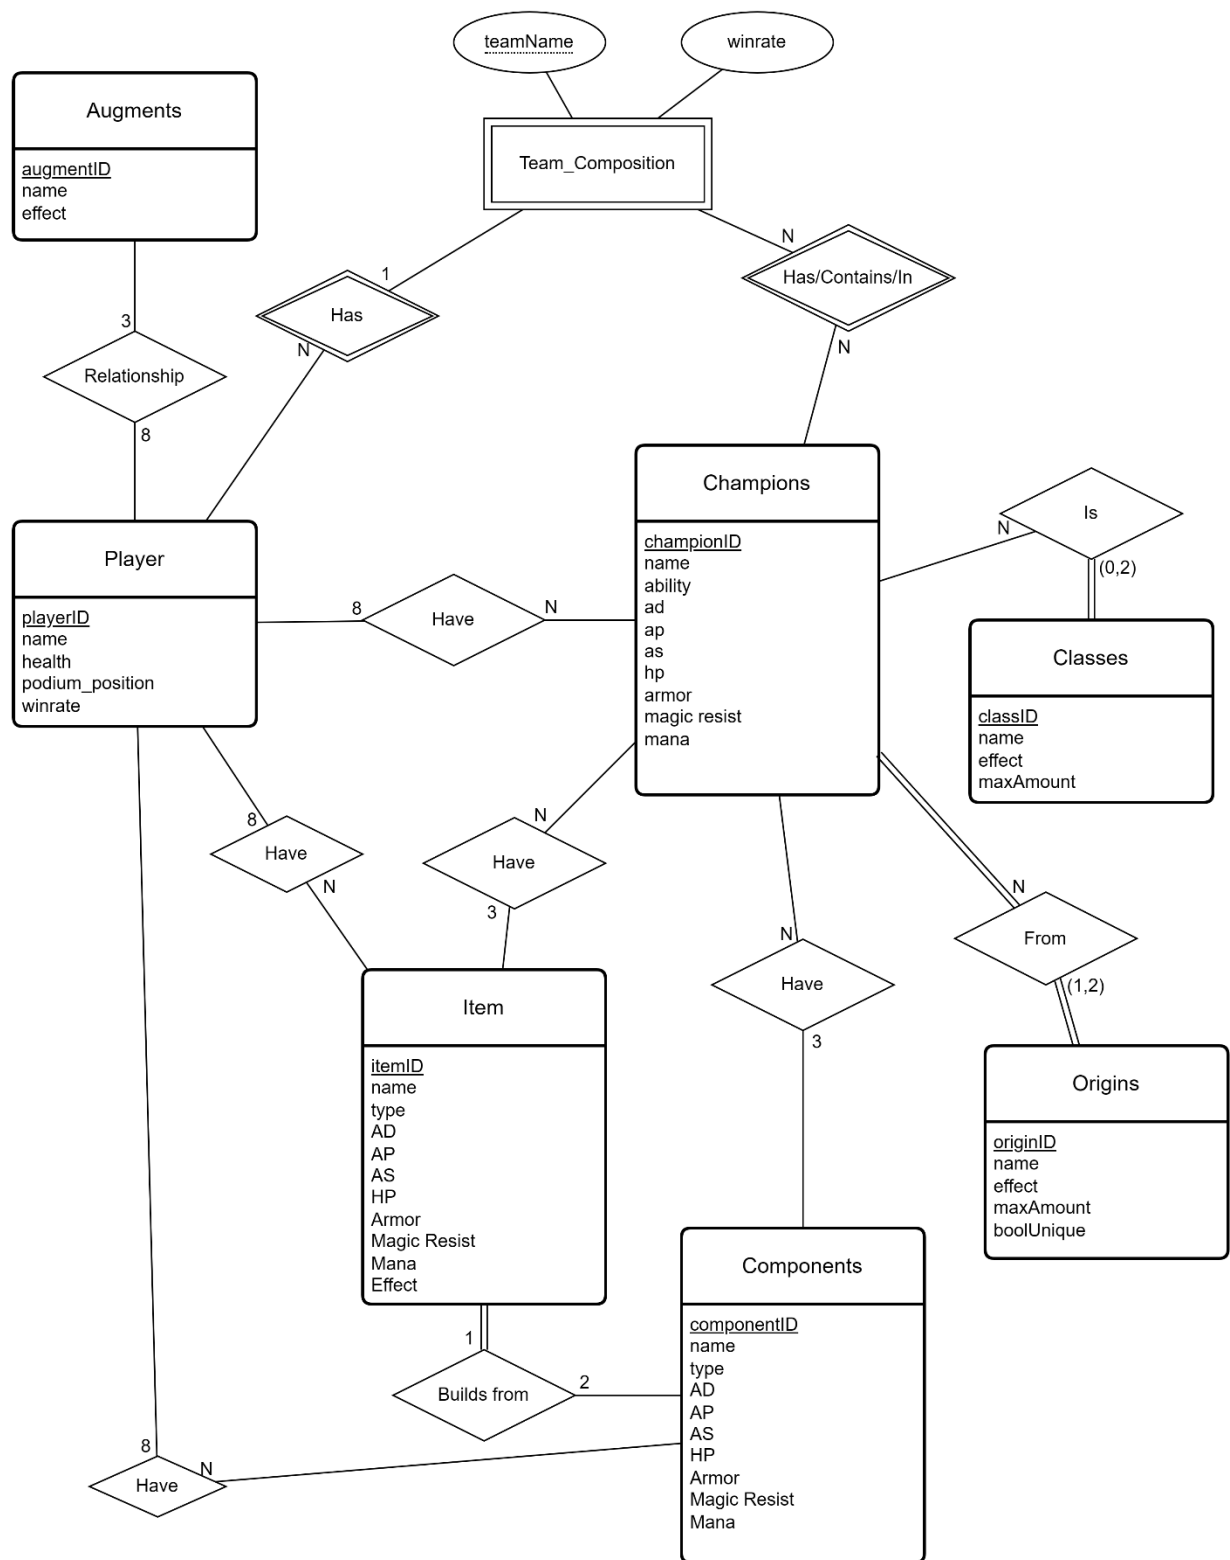 teamName
winrate
Augments
augmentID
name
effect
Team_Composition
N
Has/Contains/In
N
1
Has
N
3
Relationship
8
Player
playerID
name
health
podium_position
winrate
8
Have
N
Champions
championID
name
ability
ad
ap
as
hp
armor
magic resist
mana
N
Is
(0,2)
Classes
classID
name
effect
maxAmount
8
Have
N
N
Have
3
N
Have
3
N
From
(1,2)
Item
itemID
name
type
AD
AP
AS
HP
Armor
Magic Resist
Mana
Effect
Origins
originID
name
effect
maxAmount
boolUnique
1
Builds from
2
Components
componentID
name
type
AD
AP
AS
HP
Armor
Magic Resist
Mana
8
Have
N